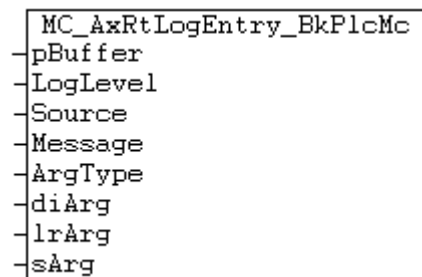 MC_AxRtLogEntry_BkPlcMc
pBuffer
LogLevel
Source
Message
ArgType
diArg
lrArg
sArg